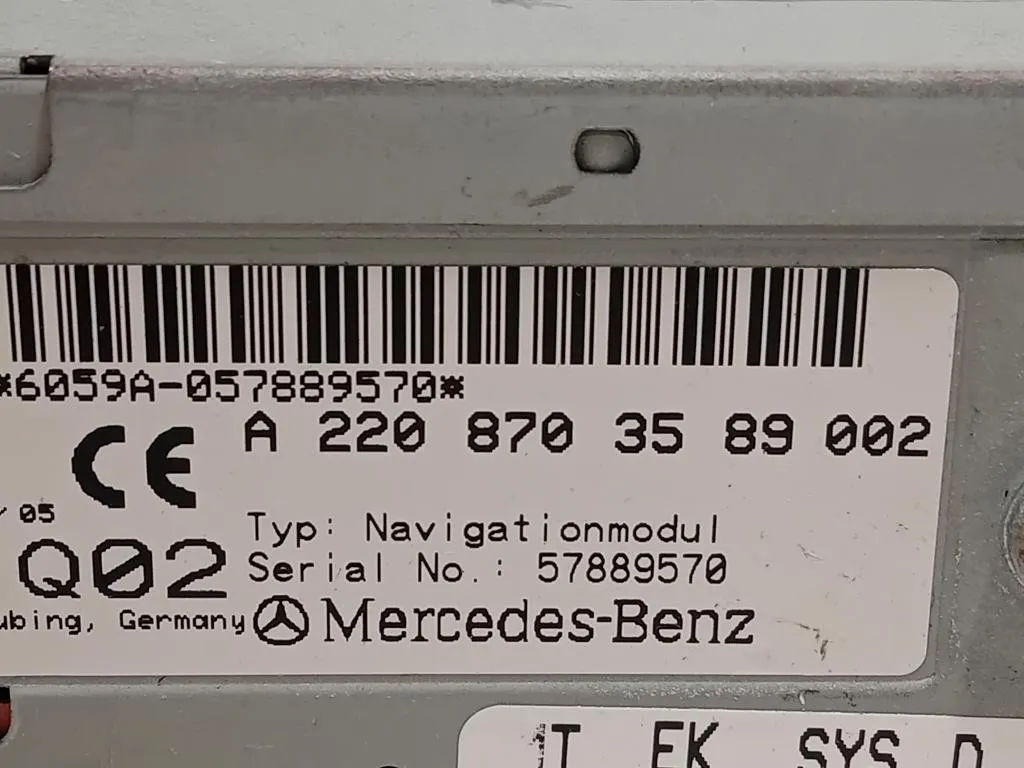 *6059A-057889570*
A 220 870 35 89 002
CE
/ 05
Typ: Navigationmodul
Q02
Serial No.: 57889570
ubing, Germany
Mercedes-Benz
SYS